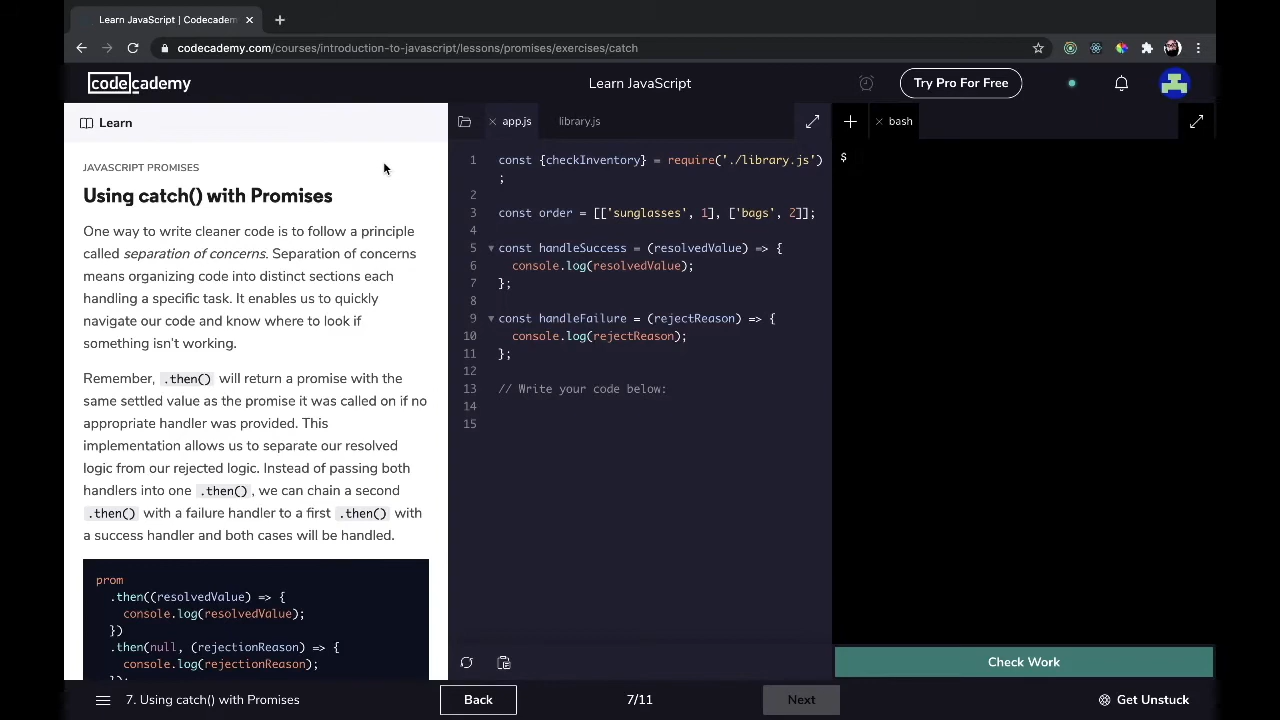 Learn JavaScript | Codecadem
codecademy.com/courses/introduction-to-javascript/lessons/promises/exercises/catch
codecademy
Learn JavaScript
Try Pro For Free
Learn
app.js
library.js
bash
JAVASCRIPT PROMISES
Using catch() with Promises
One way to write cleaner code is to follow a principle
called separation of concerns. Separation of concerns
means organizing code into distinct sections each
handling a specific task. It enables us to quickly
navigate our code and know where to look if
something isn't working.
Remember, .then() will return a promise with the
same settled value as the promise it was called on if no
appropriate handler was provided. This
implementation allows us to separate our resolved
logic from our rejected logic. Instead of passing both
handlers into one .then(), we can chain a second
.then() with a failure handler to a first .then() with
a success handler and both cases will be handled.
prom
.then((resolvedValue) => {
console.log(resolvedValue);
})
.then(null, (rejectionReason) => {
console.log(rejectionReason);
});
1 const {checkInventory} = require('./library.js')
;
2
3 const order = [['sunglasses', 1], ['bags', 2]];
4
5 const handleSuccess = (resolvedValue) => {
6 console.log(resolvedValue);
7 };
8
9 const handleFailure = (rejectReason) => {
10 console.log(rejectReason);
11 };
12
13 // Write your code below:
14
15
$
Check Work
7. Using catch() with Promises
Back
7/11
Next
Get Unstuck